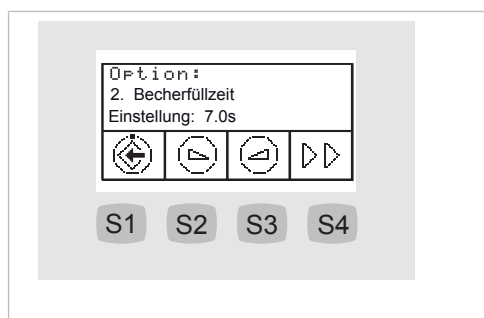 Option:
2. Becherfüllzeit
Einstellung: 7.0s
S1 S2 S3 S4